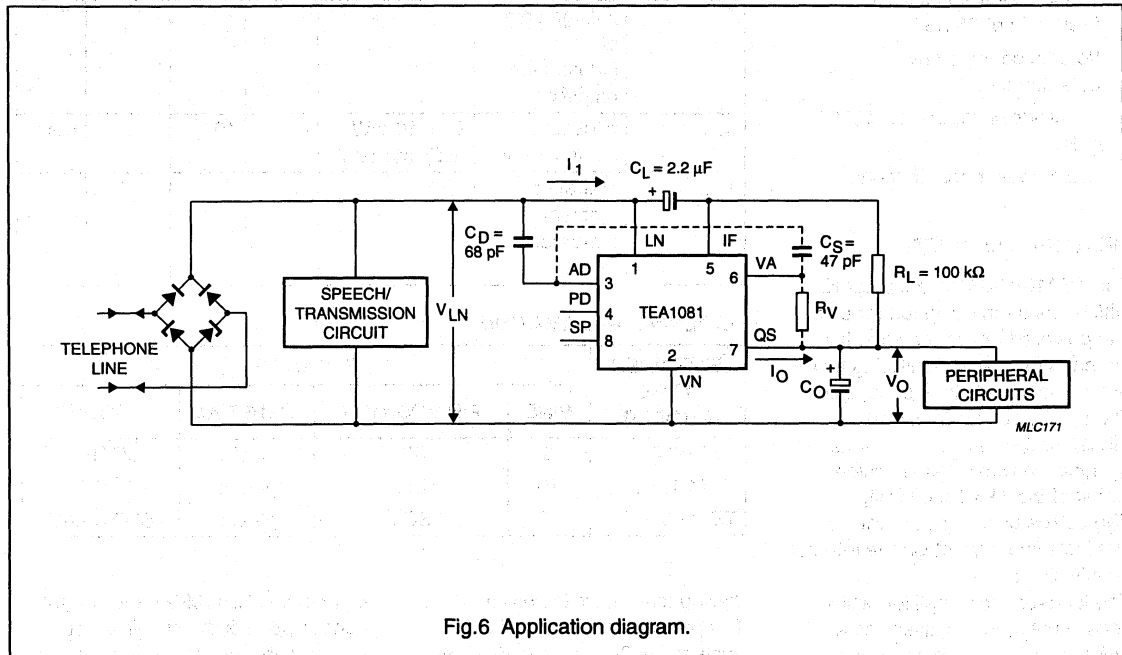 I1
CL = 2.2 µF
+
CD =
68 pF
LN
IF
CS =
47 pF
AD
1
5
VA
3
6
RL = 100 kΩ
SPEECH/
TRANSMISSION
CIRCUIT
VLN
PD
4
TEA1081
RV
SP
8
QS
7
TELEPHONE
LINE
2
VN
IO
+
CO
VO
PERIPHERAL
CIRCUITS
MLC171
Fig.6 Application diagram.